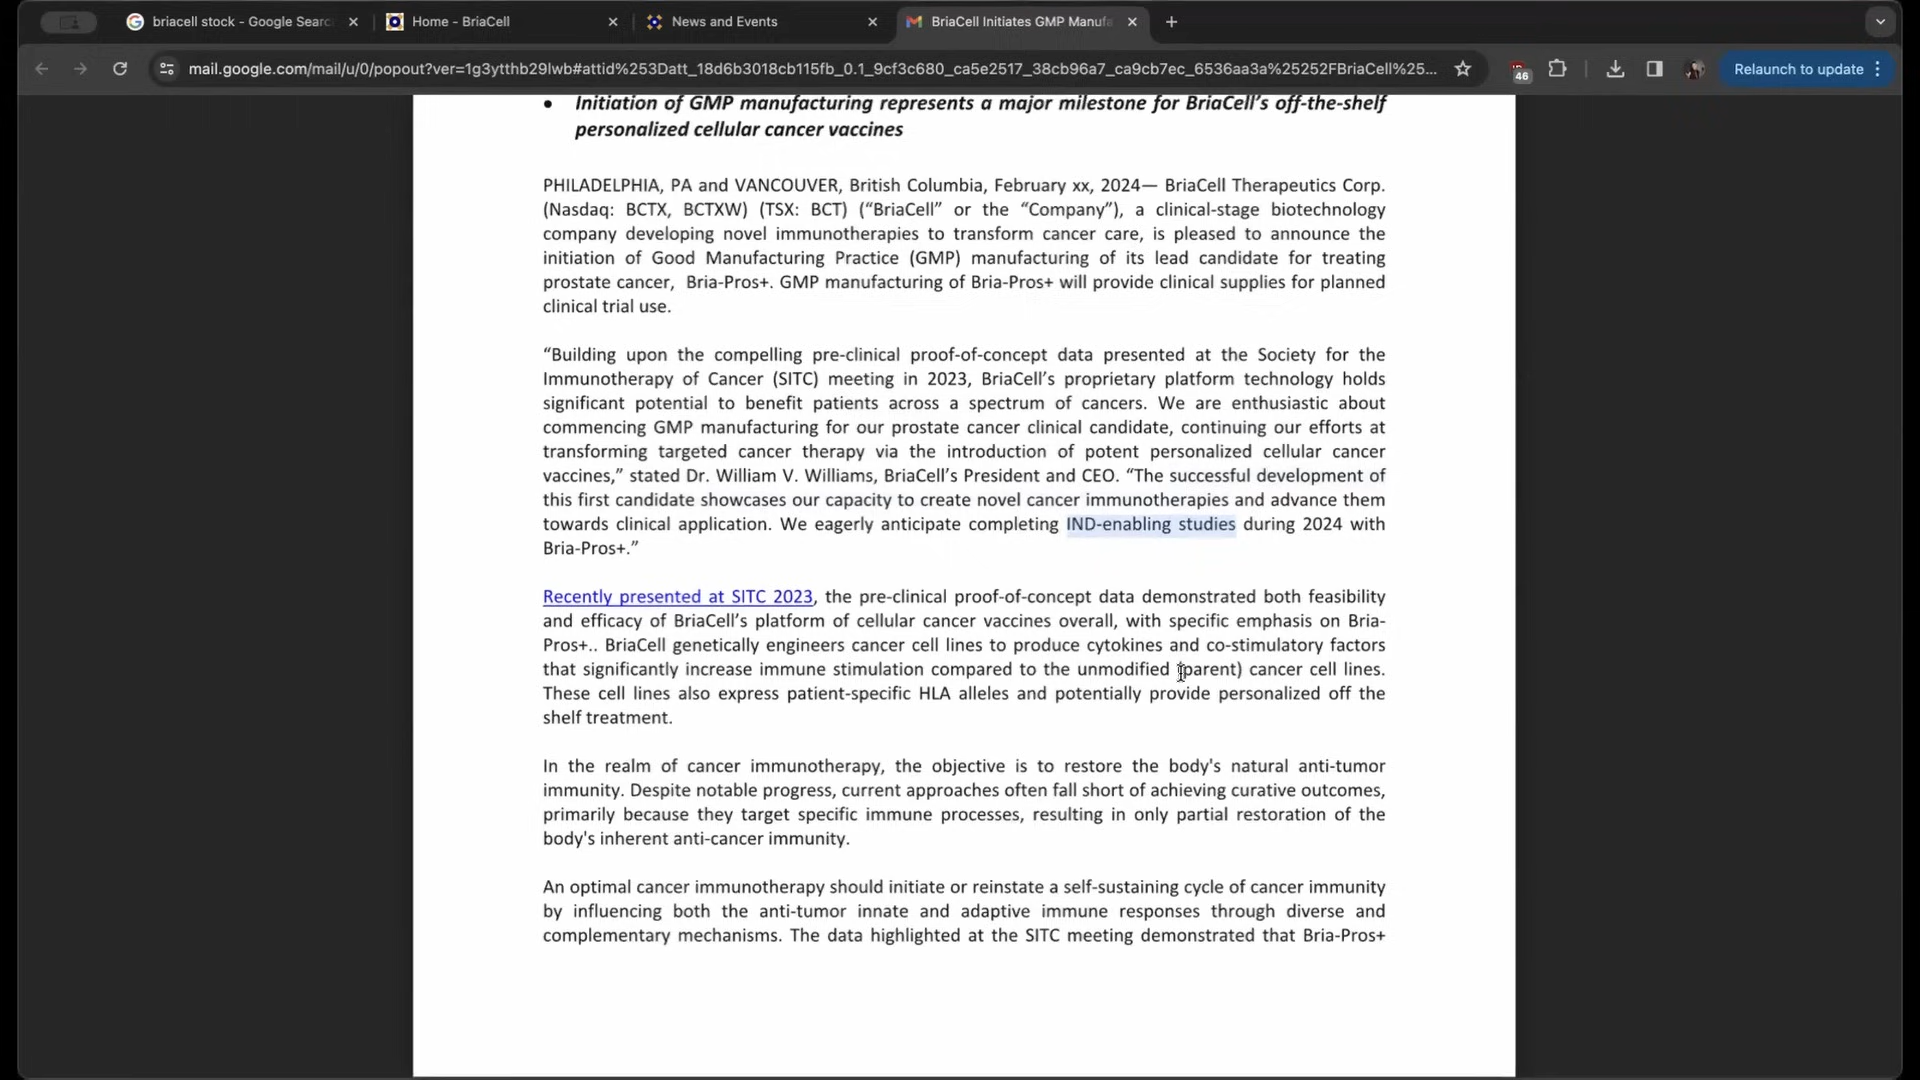 briacell stock - Google Searc
Home - BriaCell
News and Events
BriaCell Initiates GMP Manufa
mail.google.com/mail/u/0/popout?ver=1g3ytthb29lwb#attid%253Datt_18d6b3018cb115fb_0.1_9cf3c680_ca5e2517_38cb96a7_ca9cb7ec_6536aa3a%25252FBriaCell%25...
46
Relaunch to update
• Initiation of GMP manufacturing represents a major milestone for BriaCell’s off-the-shelf
personalized cellular cancer vaccines
PHILADELPHIA, PA and VANCOUVER, British Columbia, February xx, 2024— BriaCell Therapeutics Corp.
(Nasdaq: BCTX, BCTXW) (TSX: BCT) (“BriaCell” or the “Company”), a clinical-stage biotechnology
company developing novel immunotherapies to transform cancer care, is pleased to announce the
initiation of Good Manufacturing Practice (GMP) manufacturing of its lead candidate for treating
prostate cancer, Bria-Pros+. GMP manufacturing of Bria-Pros+ will provide clinical supplies for planned
clinical trial use.
“Building upon the compelling pre-clinical proof-of-concept data presented at the Society for the
Immunotherapy of Cancer (SITC) meeting in 2023, BriaCell’s proprietary platform technology holds
significant potential to benefit patients across a spectrum of cancers. We are enthusiastic about
commencing GMP manufacturing for our prostate cancer clinical candidate, continuing our efforts at
transforming targeted cancer therapy via the introduction of potent personalized cellular cancer
vaccines,” stated Dr. William V. Williams, BriaCell’s President and CEO. “The successful development of
this first candidate showcases our capacity to create novel cancer immunotherapies and advance them
towards clinical application. We eagerly anticipate completing IND-enabling studies during 2024 with
Bria-Pros+.”
Recently presented at SITC 2023, the pre-clinical proof-of-concept data demonstrated both feasibility
and efficacy of BriaCell’s platform of cellular cancer vaccines overall, with specific emphasis on Bria-
Pros+.. BriaCell genetically engineers cancer cell lines to produce cytokines and co-stimulatory factors
that significantly increase immune stimulation compared to the unmodified (parent) cancer cell lines.
These cell lines also express patient-specific HLA alleles and potentially provide personalized off the
shelf treatment.
In the realm of cancer immunotherapy, the objective is to restore the body's natural anti-tumor
immunity. Despite notable progress, current approaches often fall short of achieving curative outcomes,
primarily because they target specific immune processes, resulting in only partial restoration of the
body's inherent anti-cancer immunity.
An optimal cancer immunotherapy should initiate or reinstate a self-sustaining cycle of cancer immunity
by influencing both the anti-tumor innate and adaptive immune responses through diverse and
complementary mechanisms. The data highlighted at the SITC meeting demonstrated that Bria-Pros+